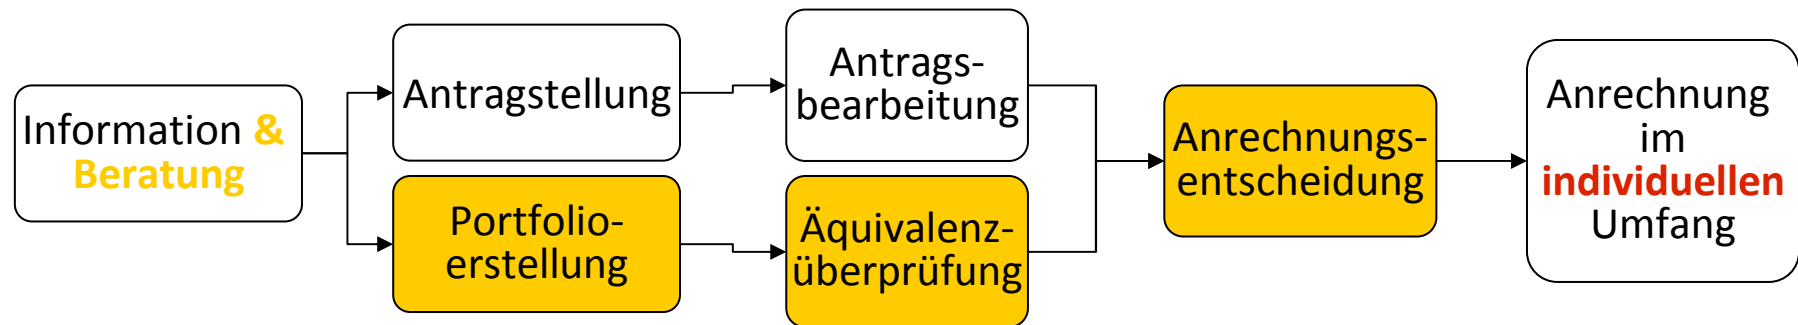 Information &
Beratung
Antragstellung
Portfolio-
erstellung
Antrags-
bearbeitung
Äquivalenz-
überprüfung
Anrechnungs-
entscheidung
Anrechnung
im
individuellen
Umfang